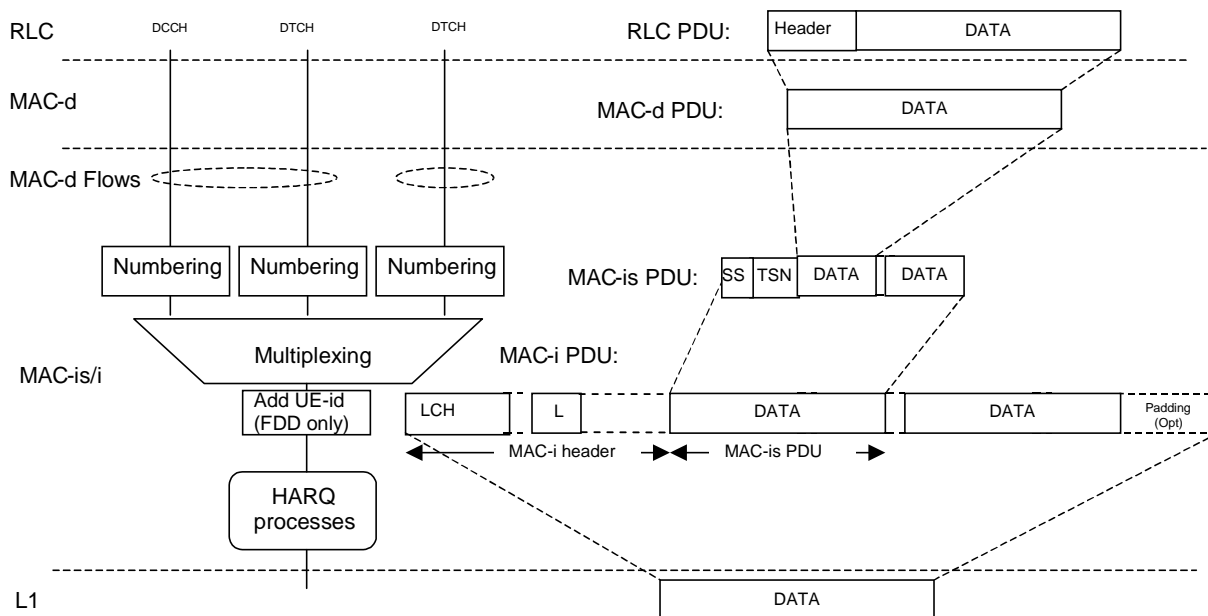 RLC
DCCH
DTCH
DTCH
RLC PDU:
Header
DATA
MAC-d
MAC-d PDU:
DATA
MAC-d Flows
Numbering
Numbering
Numbering
MAC-is PDU:
SS
TSN
DATA
DATA
Multiplexing
MAC-i PDU:
MAC-is/i
Add UE-id
(FDD only)
LCH
L
DATA
DATA
Padding
(Opt)
MAC-i header
MAC-is PDU
HARQ
processes
L1
DATA